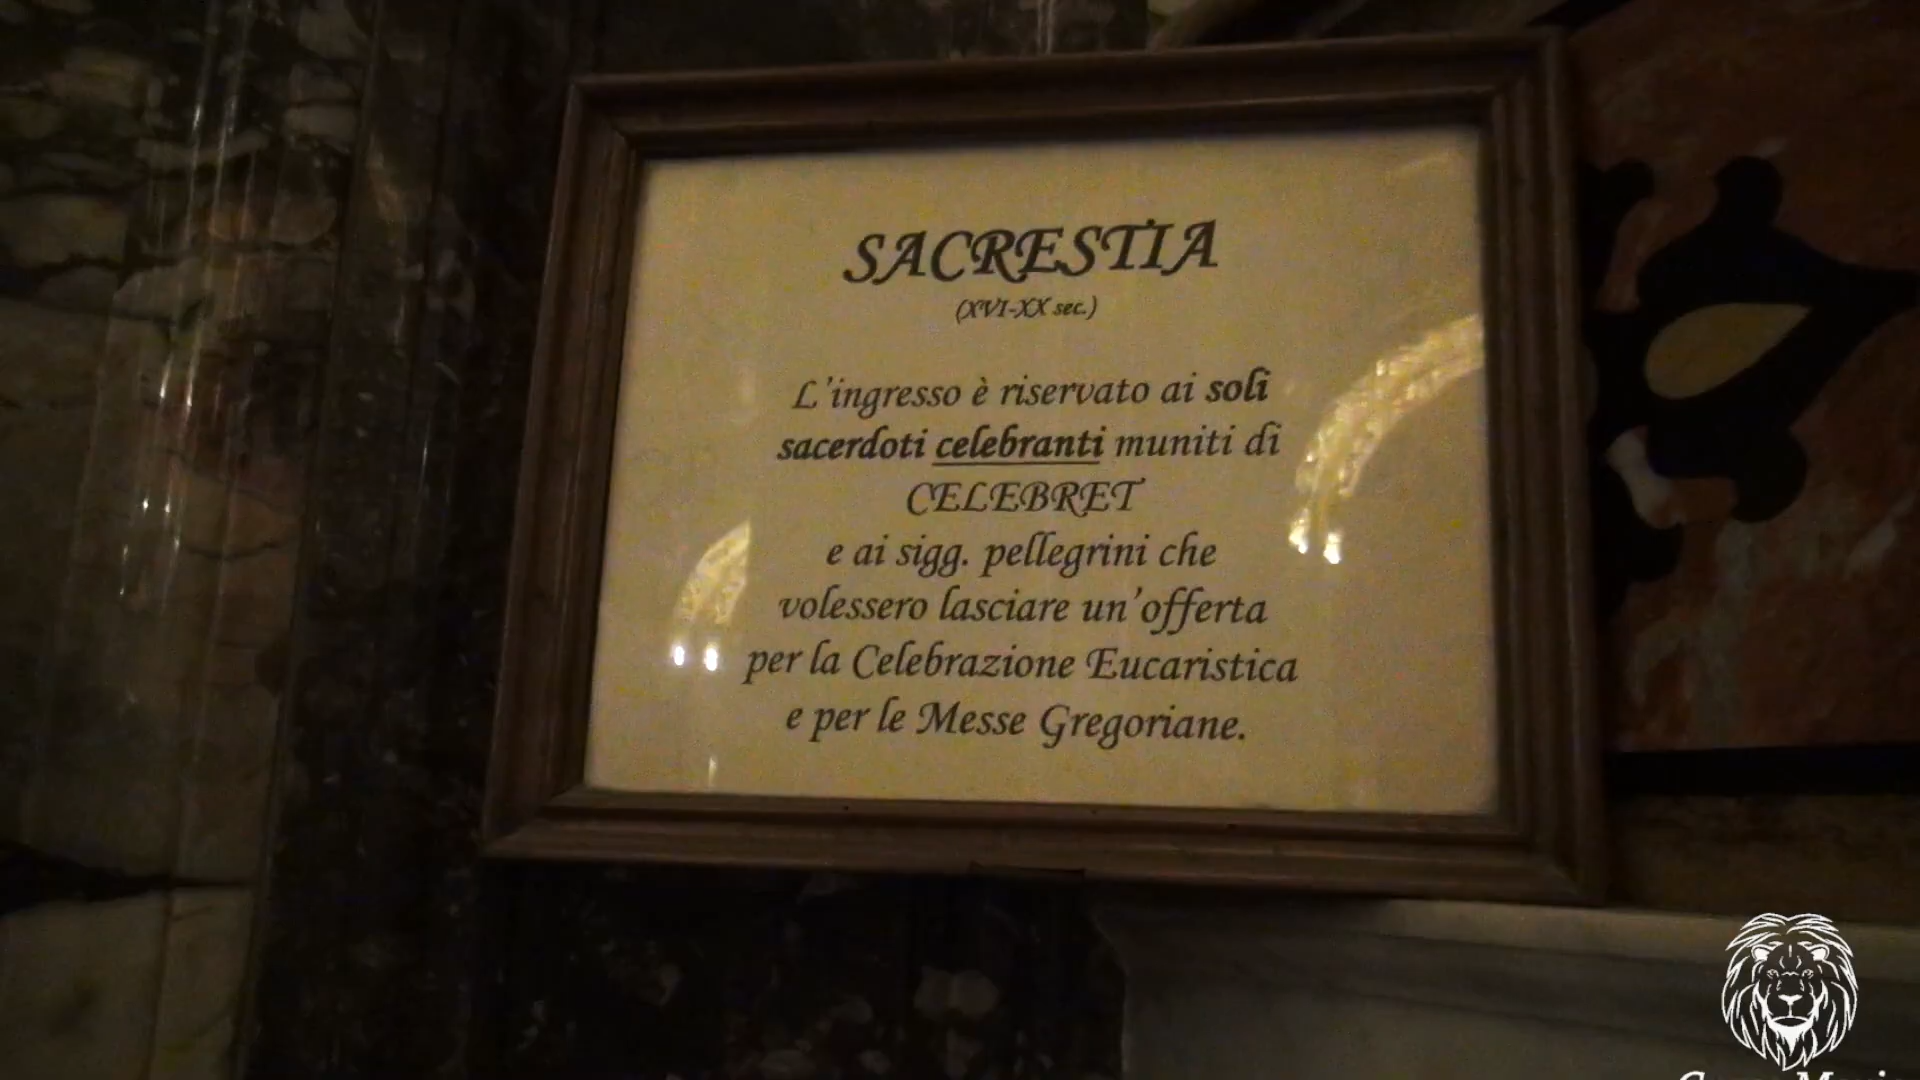 SACRESTIA
(XVI-XX sec.)
L'ingresso è riservato ai soli
sacerdoti celebranti muniti di
CELEBRET
e ai sigg. pellegrini che
volessero lasciare un'offerta
per la Celebrazione Eucaristica
e per le Messe Gregoriane.